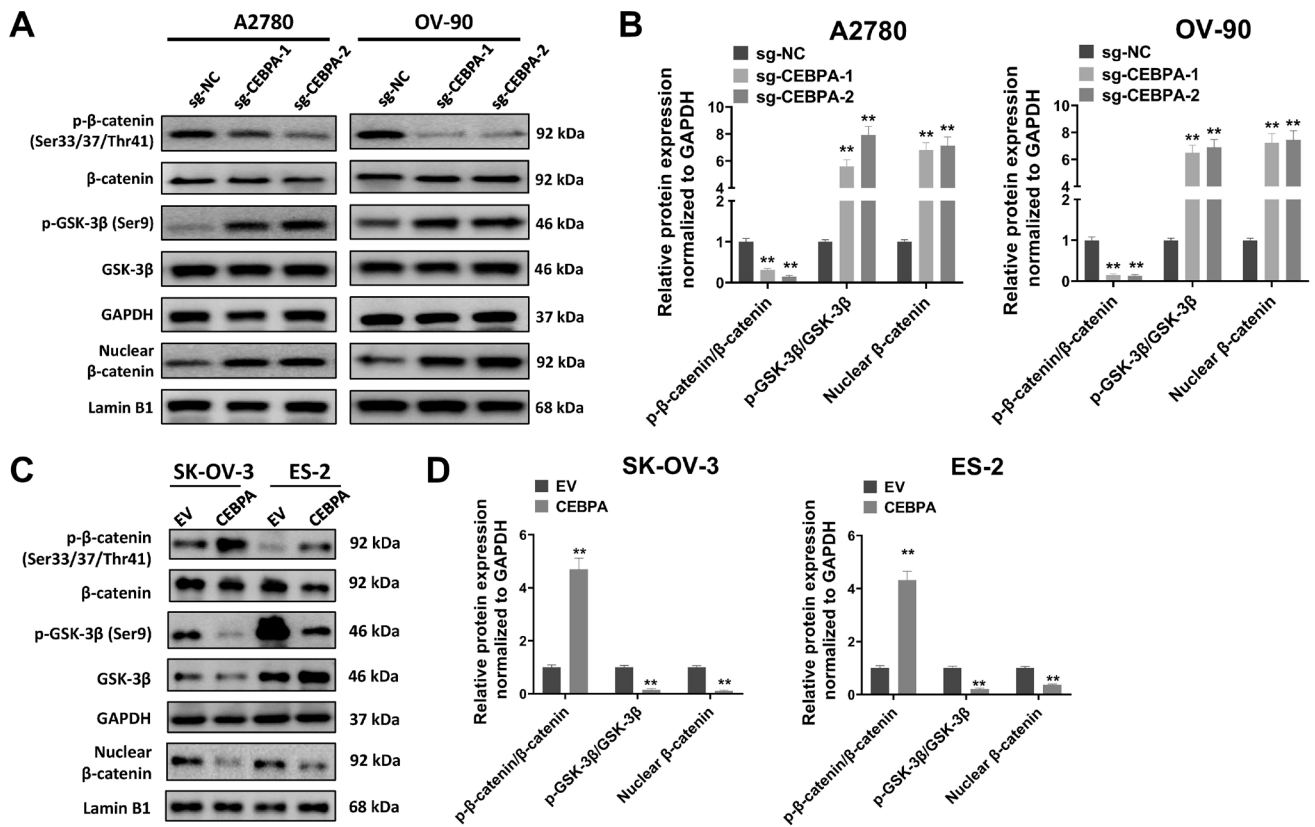 A
A2780
OV-90
sg-NC
sg-CEBPA-1
sg-CEBPA-2
sg-NC
sg-CEBPA-1
sg-CEBPA-2
p-β-catenin
(Ser33/37/Thr41)
92 kDa
β-catenin
92 kDa
p-GSK-3β (Ser9)
46 kDa
GSK-3β
46 kDa
GAPDH
37 kDa
Nuclear
β-catenin
92 kDa
Lamin B1
68 kDa
B
A2780
sg-NC
sg-CEBPA-1
sg-CEBPA-2
Relative protein expression
normalized to GAPDH
8
6
4
2
1
0
** ** ** ** ** **
p-β-catenin/β-catenin
p-GSK-3β/GSK-3β
Nuclear β-catenin
OV-90
sg-NC
sg-CEBPA-1
sg-CEBPA-2
Relative protein expression
normalized to GAPDH
10
8
6
4
2
1
0
** ** ** ** ** **
p-β-catenin/β-catenin
p-GSK-3β/GSK-3β
Nuclear β-catenin
C
SK-OV-3
ES-2
EV
CEBPA
EV
CEBPA
p-β-catenin
(Ser33/37/Thr41)
92 kDa
β-catenin
92 kDa
p-GSK-3β (Ser9)
46 kDa
GSK-3β
46 kDa
GAPDH
37 kDa
Nuclear
β-catenin
92 kDa
Lamin B1
68 kDa
D
SK-OV-3
EV
CEBPA
Relative protein expression
normalized to GAPDH
6
4
2
0
** ** **
p-β-catenin/β-catenin
p-GSK-3β/GSK-3β
Nuclear β-catenin
ES-2
EV
CEBPA
Relative protein expression
normalized to GAPDH
6
4
2
0
** ** **
p-β-catenin/β-catenin
p-GSK-3β/GSK-3β
Nuclear β-catenin